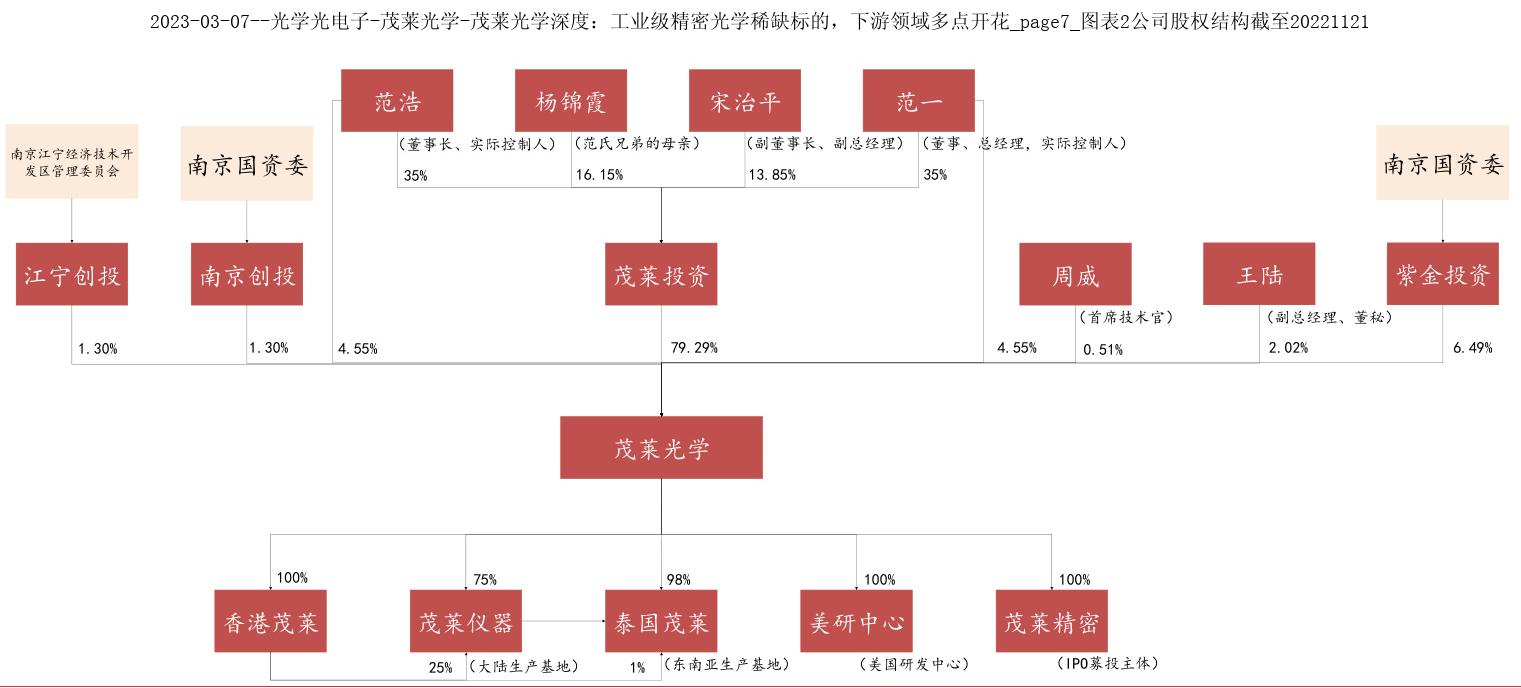 2023-03-07--光学光电子-茂莱光学-茂莱光学深度：工业级精密光学稀缺标的，下游领域多点开花_page7_图表2公司股权结构截至20221121
范浩
杨锦霞
宋治平
范一
（董事长、实际控制人）
（范氏兄弟的母亲）
（副董事长、副总经理）
（董事、总经理，实际控制人）
35%
16.15%
13.85%
35%
南京江宁经济技术开
发区管理委员会
南京国资委
南京国资委
江宁创投
南京创投
茂莱投资
周威
王陆
紫金投资
（首席技术官）
（副总经理、董秘）
1.30%
1.30%
4.55%
79.29%
4.55%
0.51%
2.02%
6.49%
茂莱光学
100%
75%
98%
100%
100%
香港茂莱
茂莱仪器
泰国茂莱
美研中心
茂莱精密
25%
（大陆生产基地）
1%
（东南亚生产基地）
（美国研发中心）
（IPO募投主体）